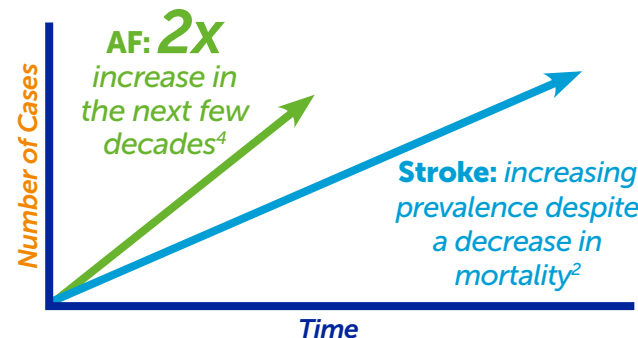 AF: 2x
increase in
the next few
decades⁴
Number of Cases
Stroke: increasing
prevalence despite
a decrease in
mortality²
Time